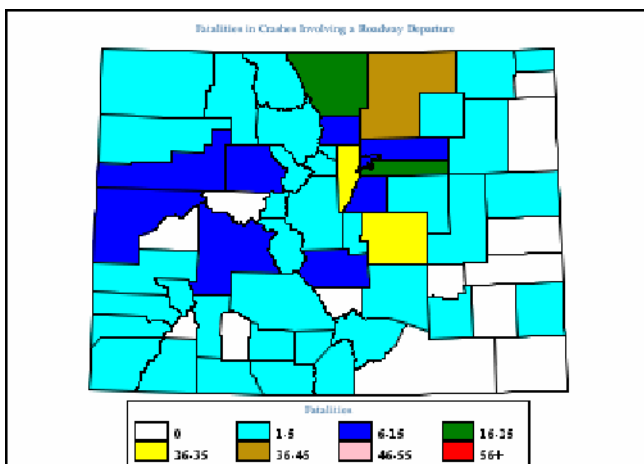 Fatalities in Crashes Involving a Roadway Departure
Fatalities
0 1-5 6-15 16-25
26-35 36-45 46-55 56+